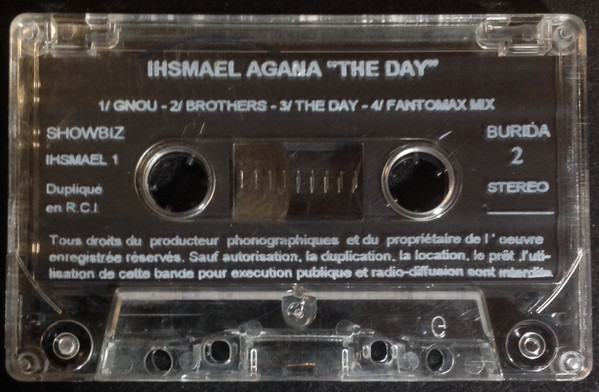 IHSMAEL AGANA "THE DAY"
1/ GNOU - 2/ BROTHERS - 3/ THE DAY - 4/ FANTOMAX MIX
SHOWBIZ
BURIDA
IHSMAEL 1
2
Dupliqué
STEREO
en R.C.I
Tous droits du producteur phonographiques et du propriétaire de l' oeuvre
enregistrée réservés. Sauf autorisation, la duplication, la location, le prêt ,l'uti-
lisation de cette bande pour execution publique et radio-diffusion sont interdits.
e